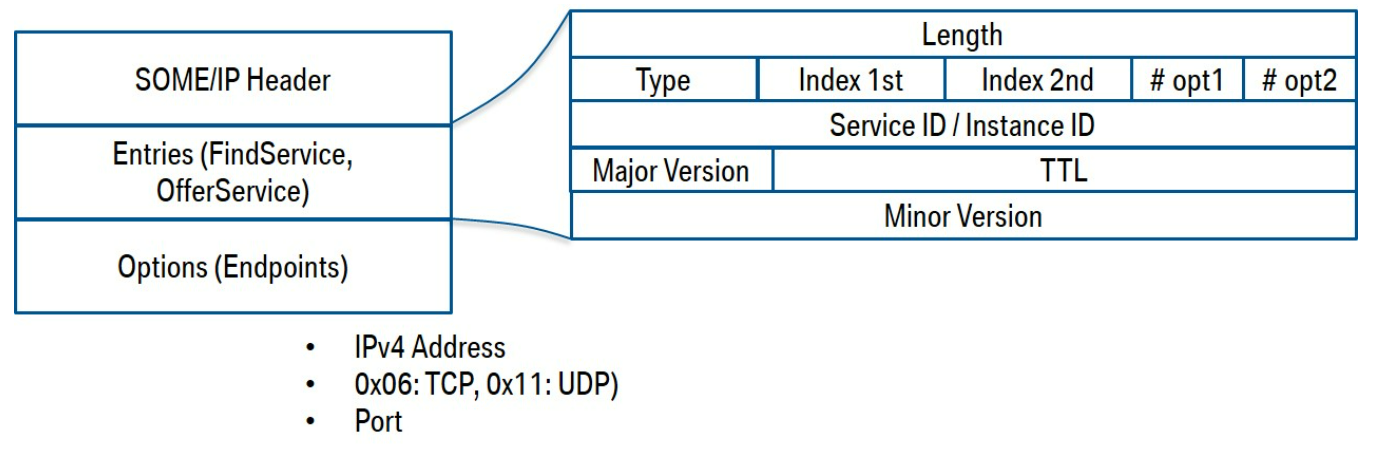 SOME/IP Header
Entries (FindService,
OfferService)
Options (Endpoints)
Length
Type Index 1st Index 2nd # opt1 # opt2
Service ID / Instance ID
Major Version TTL
Minor Version
• IPv4 Address
• 0x06: TCP, 0x11: UDP)
• Port